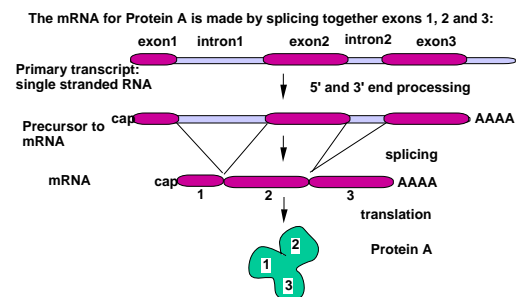 The mRNA for Protein A is made by splicing together exons 1, 2 and 3:
exon1 intron1 exon2 intron2 exon3
Primary transcript:
single stranded RNA
5' and 3' end processing
cap AAAA
Precursor to
mRNA
splicing
mRNA cap AAAA
1 2 3
translation
Protein A
2
1
3